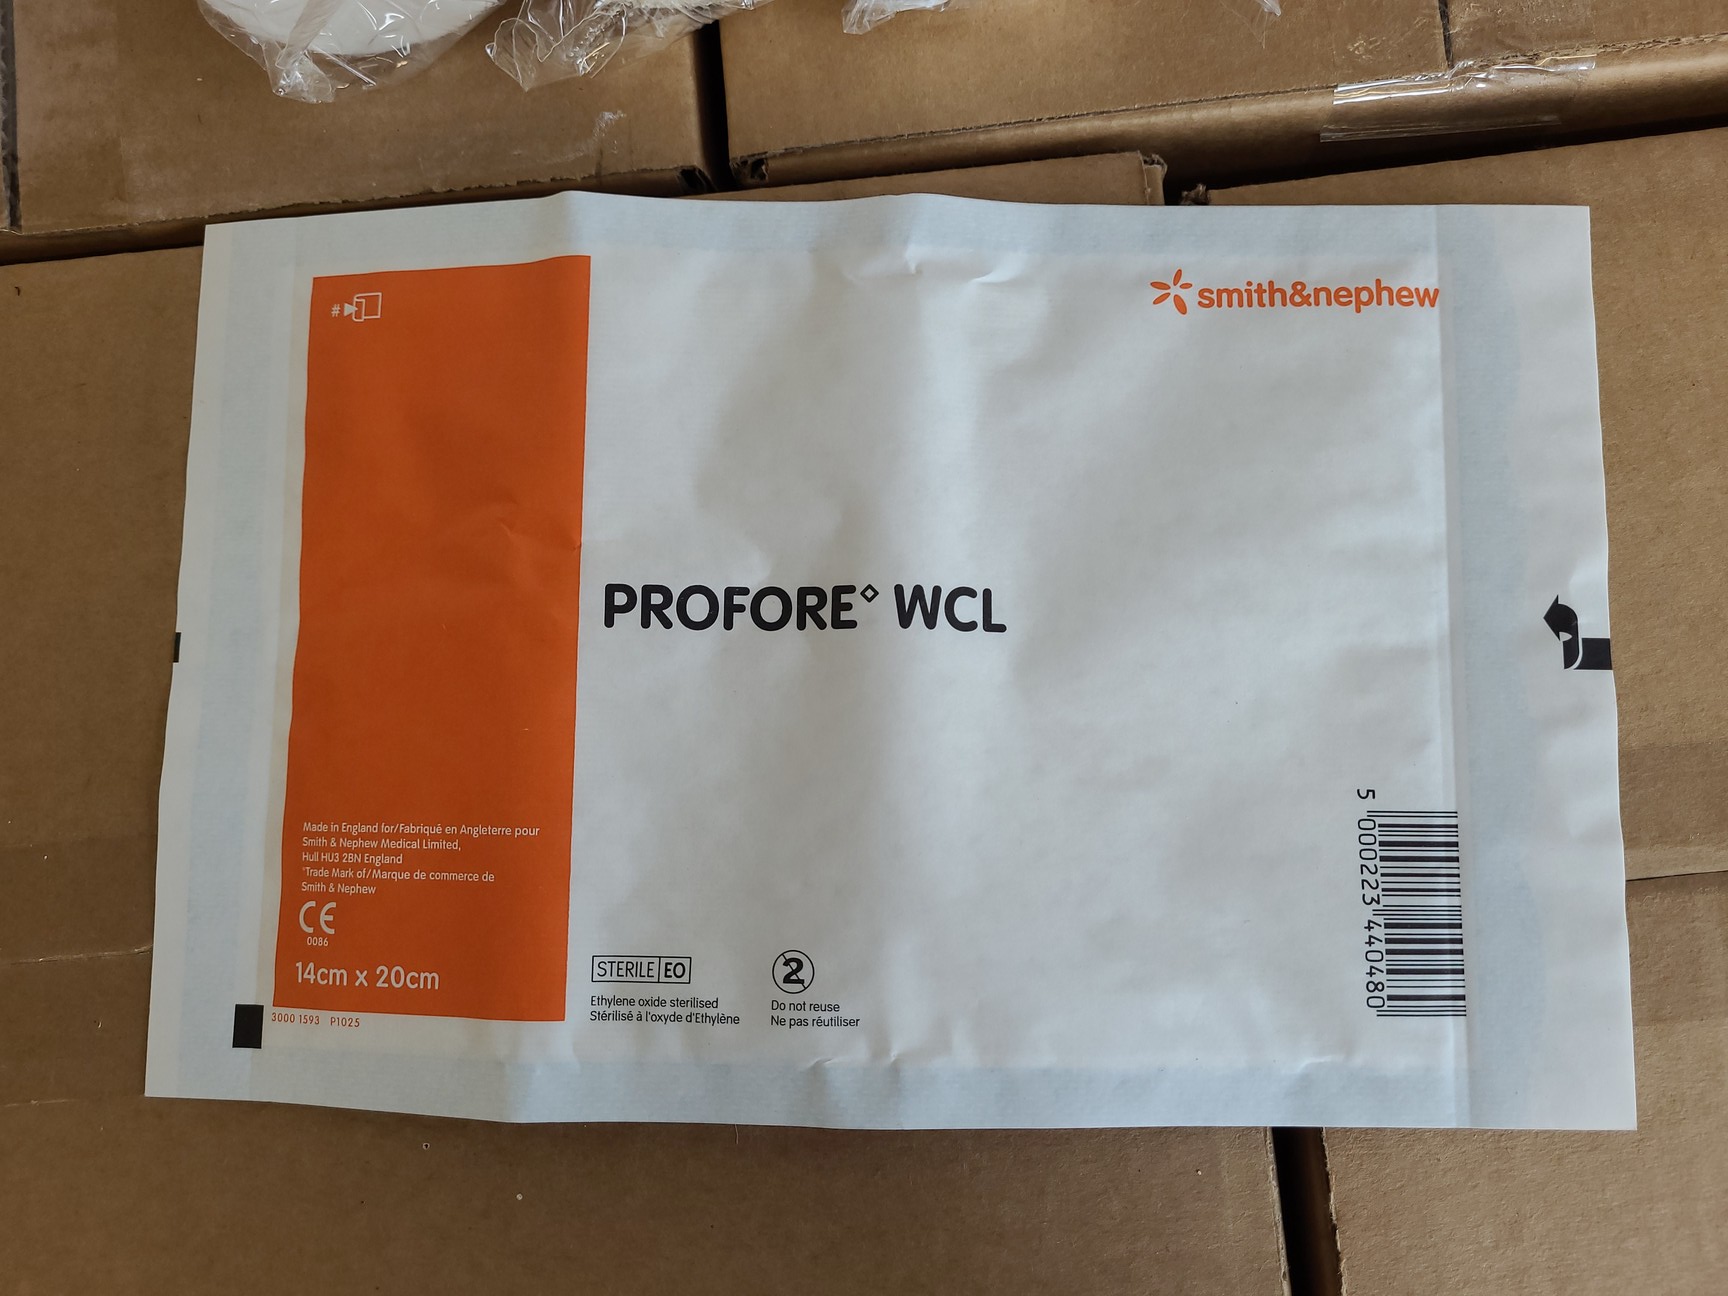 #
smith&nephew
PROFORE◊ WCL
Made in England for/Fabriqué en Angleterre pour
Smith & Nephew Medical Limited,
Hull HU3 2BN England
◊Trade Mark of/Marque de commerce de
Smith & Nephew
CE
0086
14cm x 20cm
3000 1593 P1025
STERILE EO
Ethylene oxide sterilised
Stérilisé à l'oxyde d'Ethylène
2
Do not reuse
Ne pas réutiliser
5 000223 440480